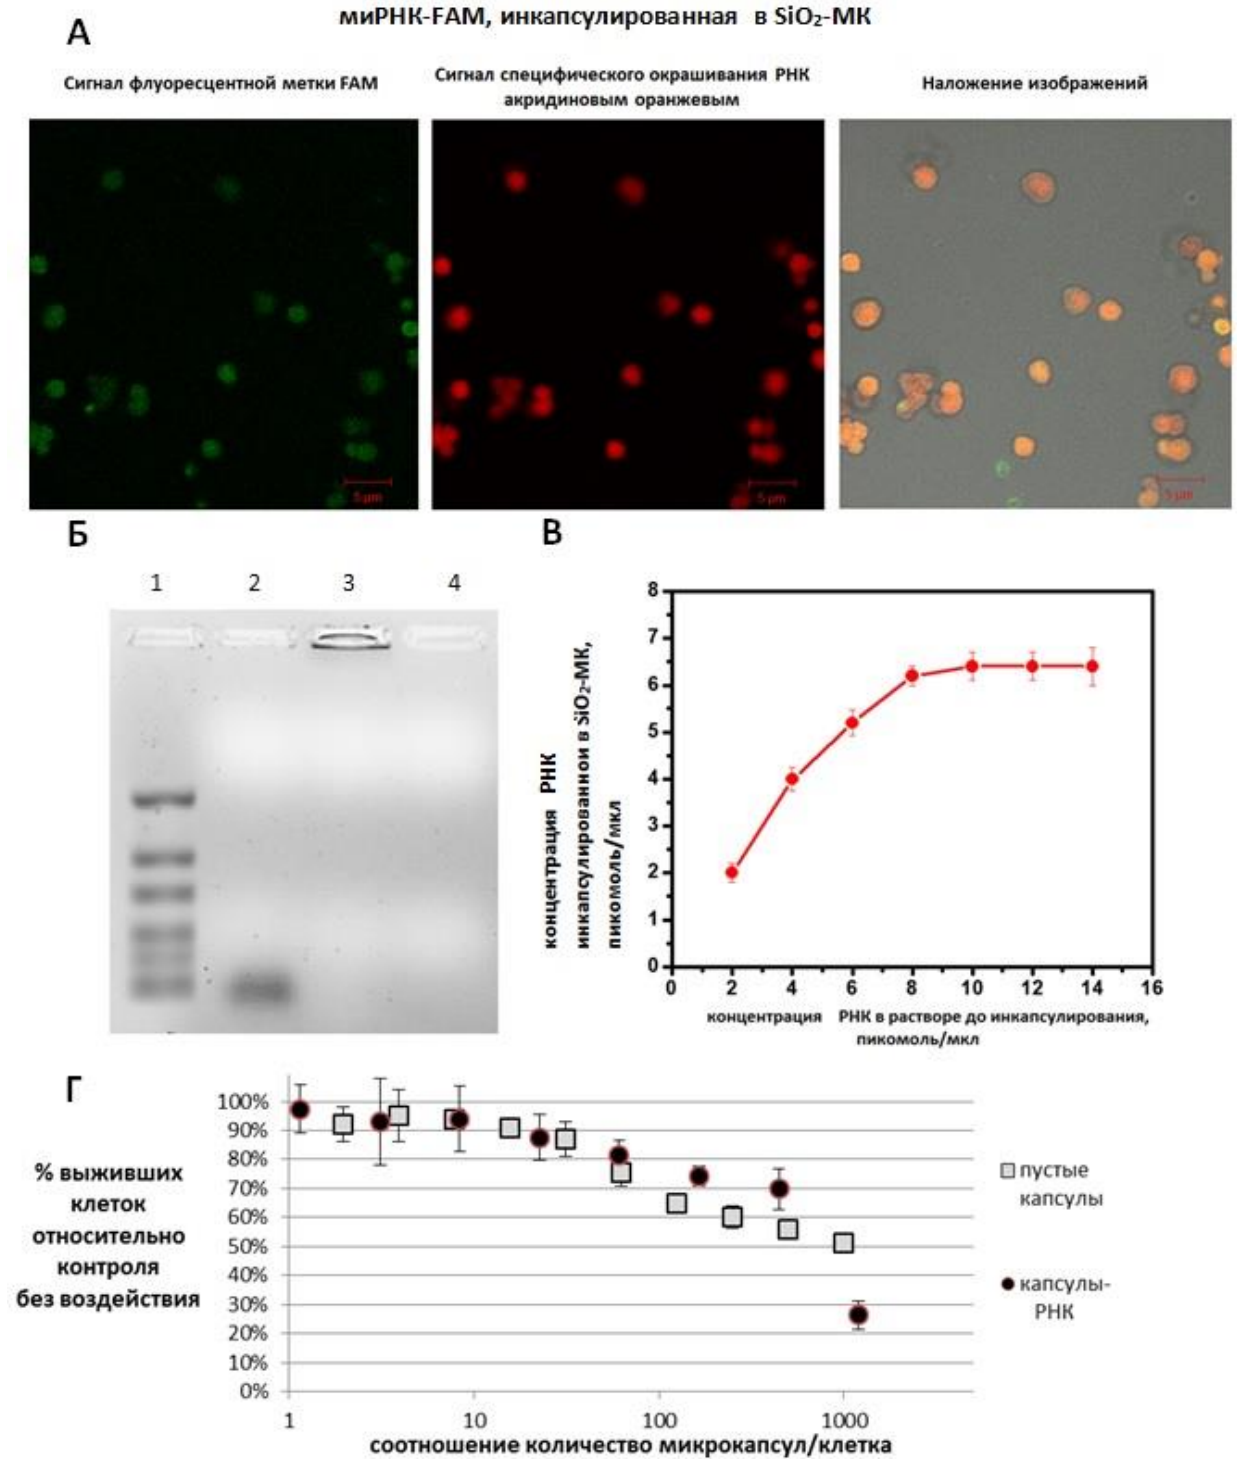 миРНК-FAM, инкапсулированная в SiO₂-МК
А
Сигнал флуоресцентной метки FAM
Сигнал специфического окрашивания РНК
акридиновым оранжевым
Наложение изображений
5 µm
5 µm
5 µm
Б
1 2 3 4
В
концентрация РНК
инкапсулированнои в SiO₂-МК,
пикомоль/мкл
8
7
6
5
4
3
2
1
0
0 2 4 6 8 10 12 14 16
концентрация РНК в растворе до инкапсулирования,
пикомоль/мкл
Г
% выживших
клеток
относительно
контроля
без воздействия
100%
90%
80%
70%
60%
50%
40%
30%
20%
10%
0%
1 10 100 1000
соотношение количество микрокапсул/клетка
пустые
капсулы
капсулы-
РНК